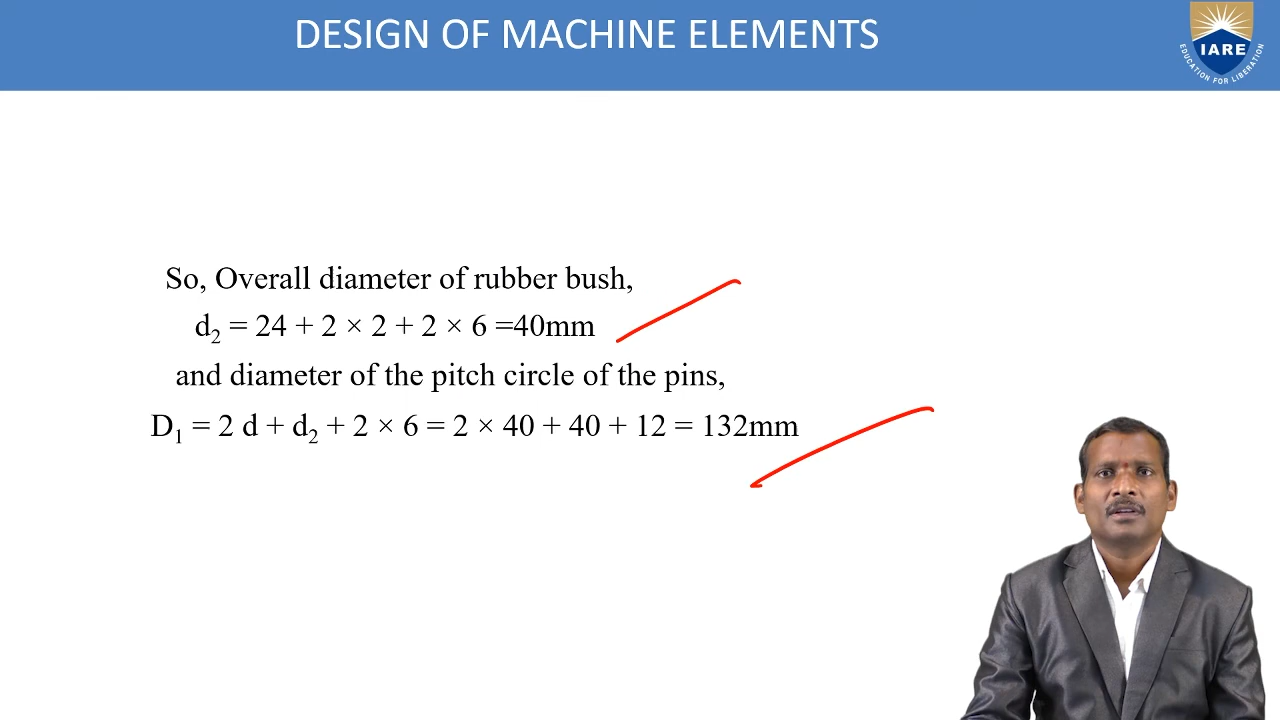 DESIGN OF MACHINE ELEMENTS
IARE
EDUCATION FOR LIBERATION
So, Overall diameter of rubber bush,
d₂ = 24 + 2 × 2 + 2 × 6 =40mm
and diameter of the pitch circle of the pins,
D₁ = 2 d + d₂ + 2 × 6 = 2 × 40 + 40 + 12 = 132mm